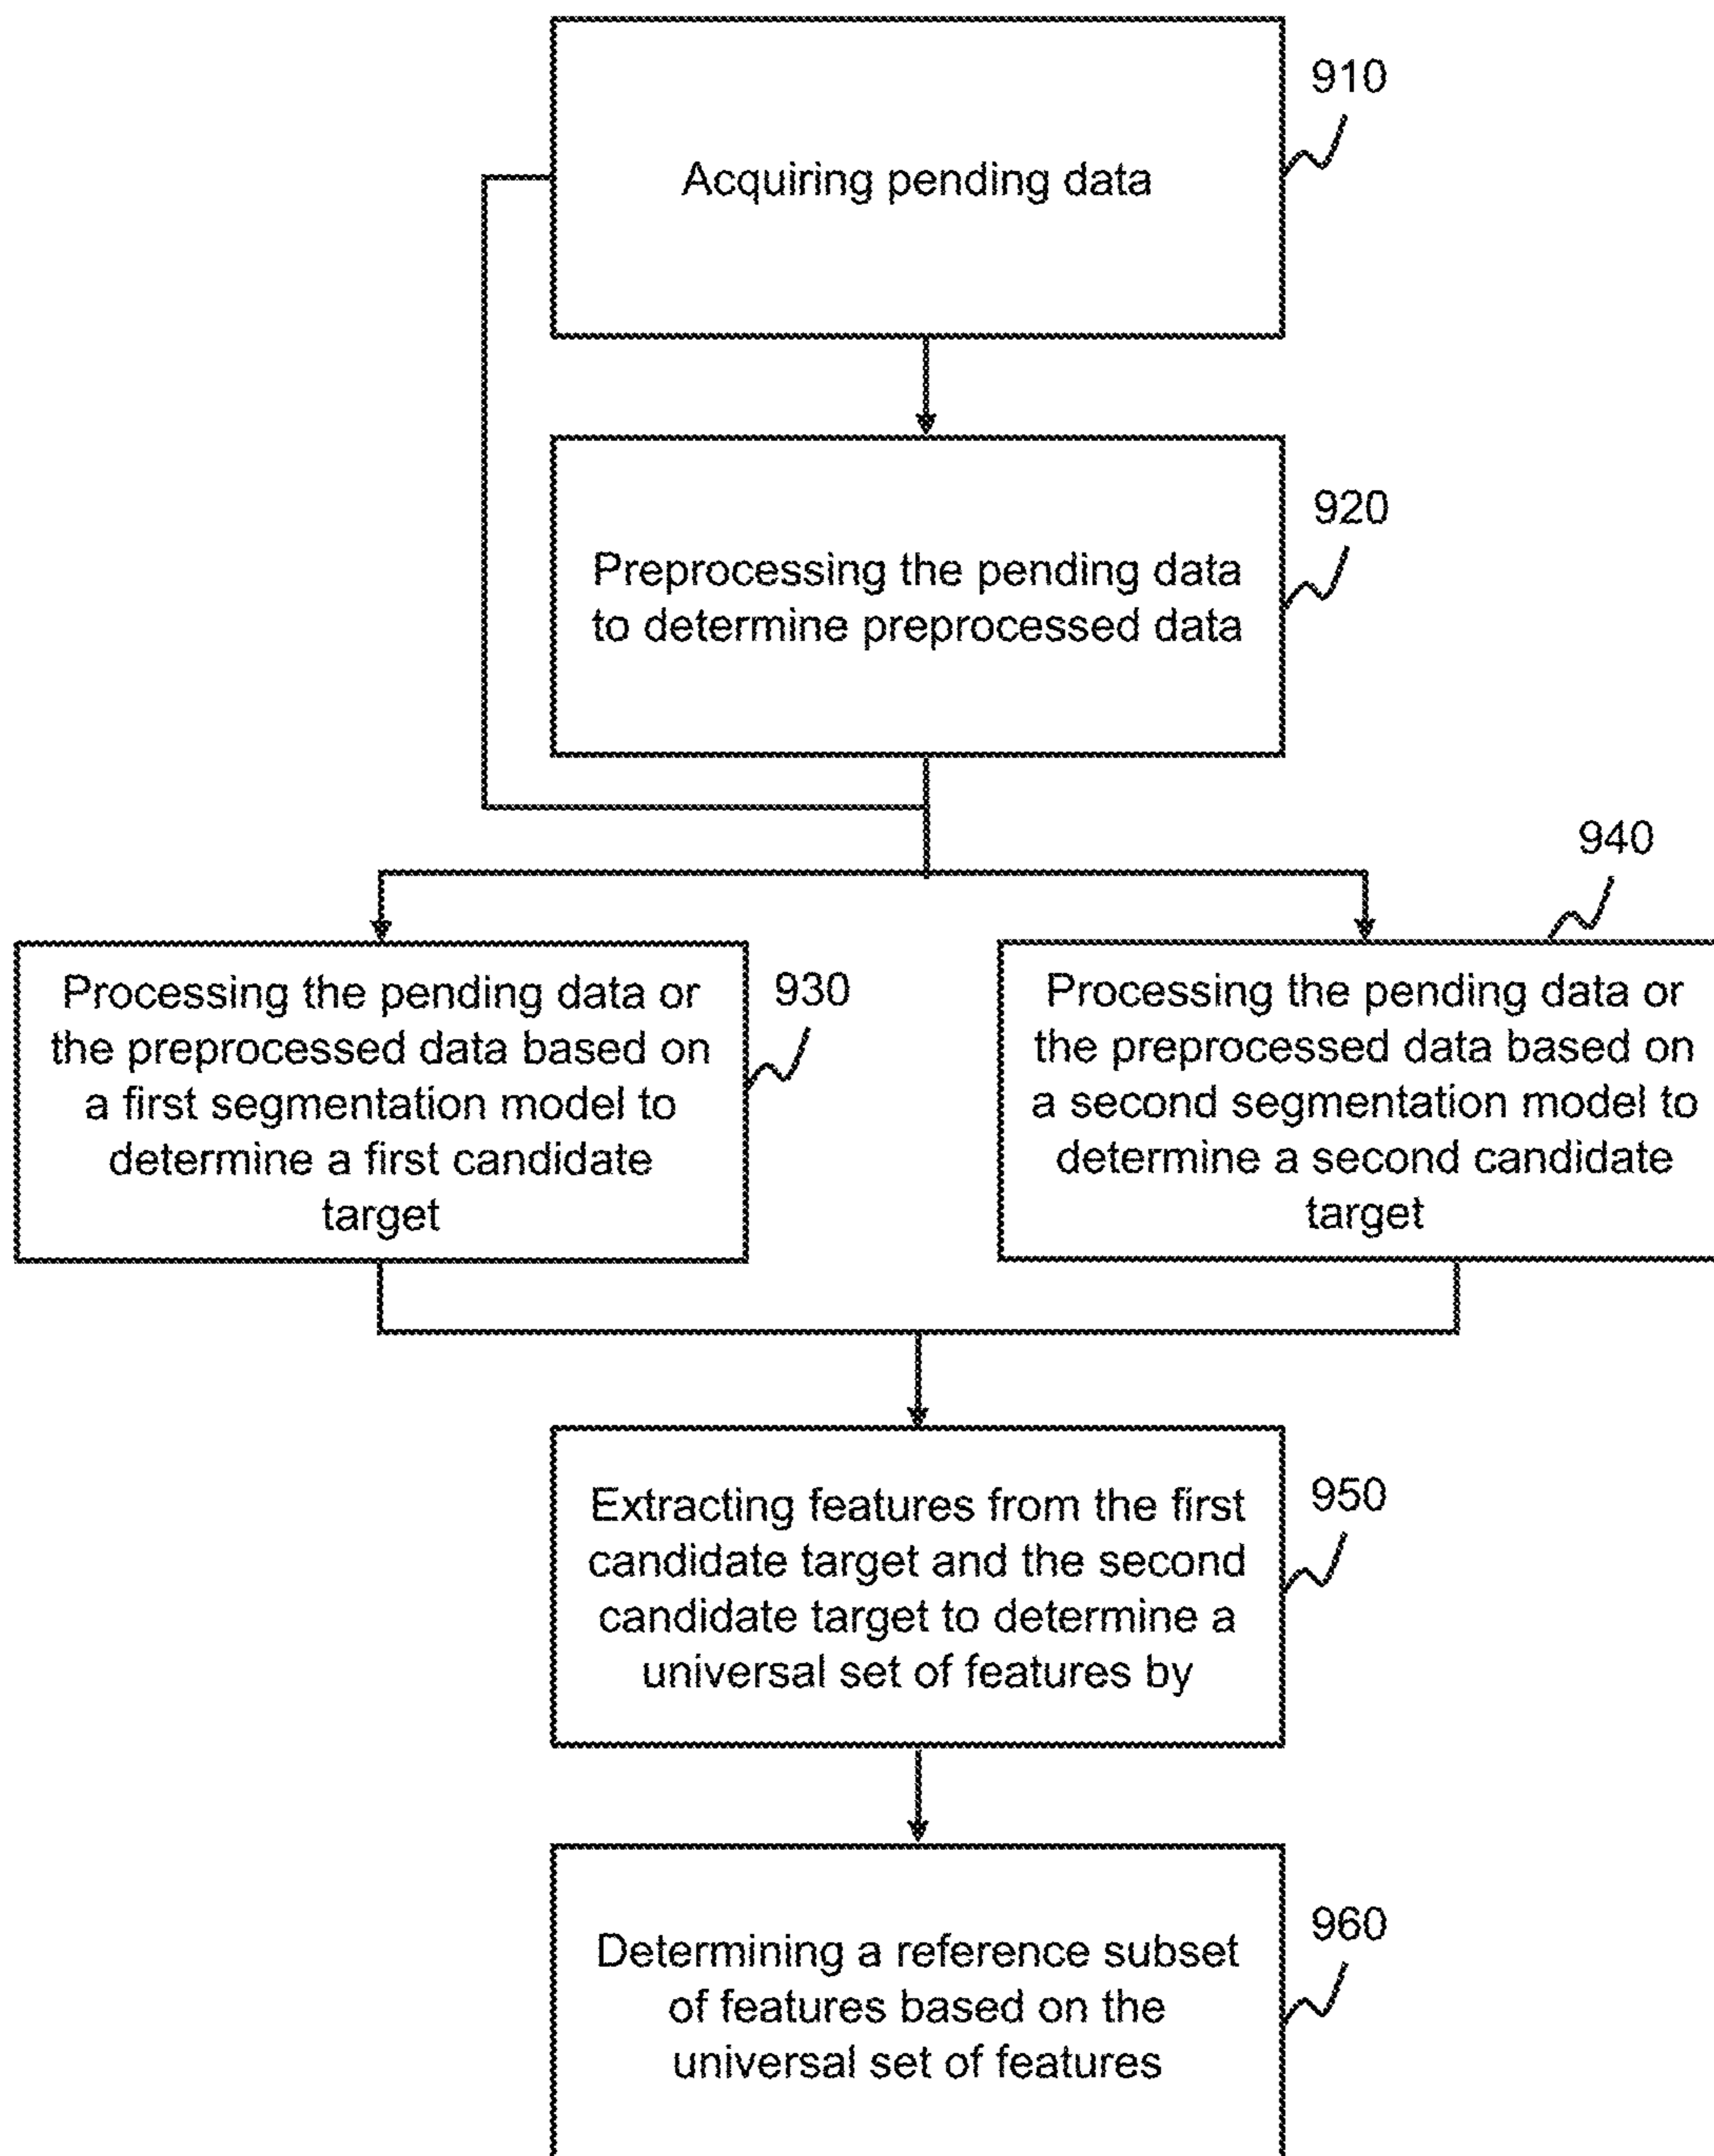 910
Acquiring pending data
920
Preprocessing the pending data
to determine preprocessed data
940
Processing the pending data or
the preprocessed data based on
a first segmentation model to
determine a first candidate
target
930
Processing the pending data or
the preprocessed data based on
a second segmentation model to
determine a second candidate
target
Extracting features from the first
candidate target and the second
candidate target to determine a
universal set of features by
950
Determining a reference subset
of features based on the
universal set of features
960